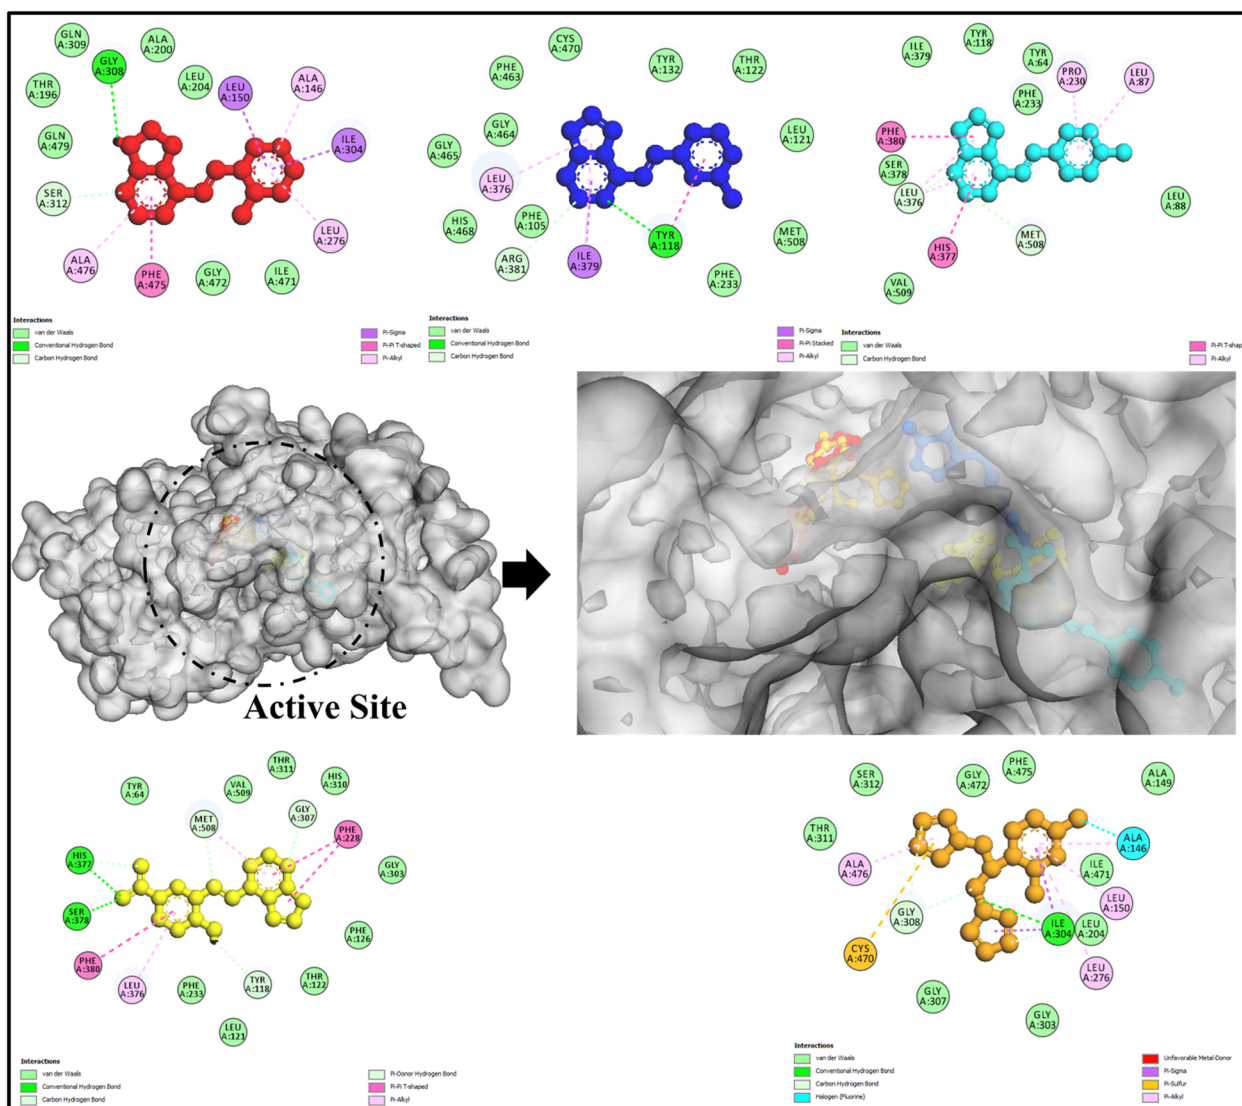 GLN
A:309
ALA
A:200
GLY
A:308
THR
A:196
LEU
A:204
LEU
A:150
ALA
A:146
GLN
A:479
ILE
A:304
SER
A:312
LEU
A:276
ALA
A:476
PHE
A:475
GLY
A:472
ILE
A:471
Interactions
van der Waals
Conventional Hydrogen Bond
Carbon Hydrogen Bond
Pi-Sigma
Pi-Pi T-shaped
Pi-Alkyl
CYS
A:470
PHE
A:463
TYR
A:132
THR
A:122
GLY
A:464
GLY
A:465
LEU
A:121
LEU
A:376
HIS
A:468
PHE
A:105
ARG
A:381
ILE
A:379
TYR
A:118
MET
A:508
PHE
A:233
Interactions
van der Waals
Conventional Hydrogen Bond
Carbon Hydrogen Bond
Pi-Sigma
Pi-Pi Stacked
Pi-Alkyl
ILE
A:379
TYR
A:118
TYR
A:64
PRO
A:230
LEU
A:87
PHE
A:233
PHE
A:380
SER
A:378
LEU
A:376
LEU
A:88
MET
A:508
HIS
A:377
VAL
A:509
Interactions
van der Waals
Carbon Hydrogen Bond
Pi-Pi T-shap
Pi-Alkyl
Active Site
THR
A:311
HIS
A:310
TYR
A:64
VAL
A:509
MET
A:508
GLY
A:307
PHE
A:228
HIS
A:377
GLY
A:303
SER
A:378
PHE
A:126
PHE
A:380
LEU
A:376
PHE
A:233
TYR
A:118
THR
A:122
LEU
A:121
Interactions
van der Waals
Conventional Hydrogen Bond
Carbon Hydrogen Bond
Pi-Donor Hydrogen Bond
Pi-Pi T-shaped
Pi-Alkyl
SER
A:312
GLY
A:472
PHE
A:475
ALA
A:149
THR
A:311
ALA
A:146
ALA
A:476
ILE
A:471
LEU
A:150
GLY
A:308
ILE
A:304
LEU
A:204
CYS
A:470
LEU
A:276
GLY
A:307
GLY
A:303
Interactions
van der Waals
Conventional Hydrogen Bond
Carbon Hydrogen Bond
Halogen (Fluorine)
Unfavorable Metal-Donor
Pi-Sigma
Pi-Sulfur
Pi-Alkyl